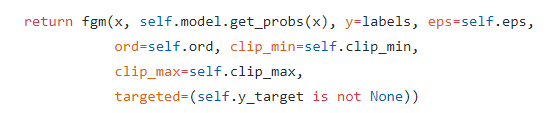 return fgm(x, self.model.get_probs(x), y=labels, eps=self.eps,
ord=self.ord, clip_min=self.clip_min,
clip_max=self.clip_max,
targeted=(self.y_target is not None))